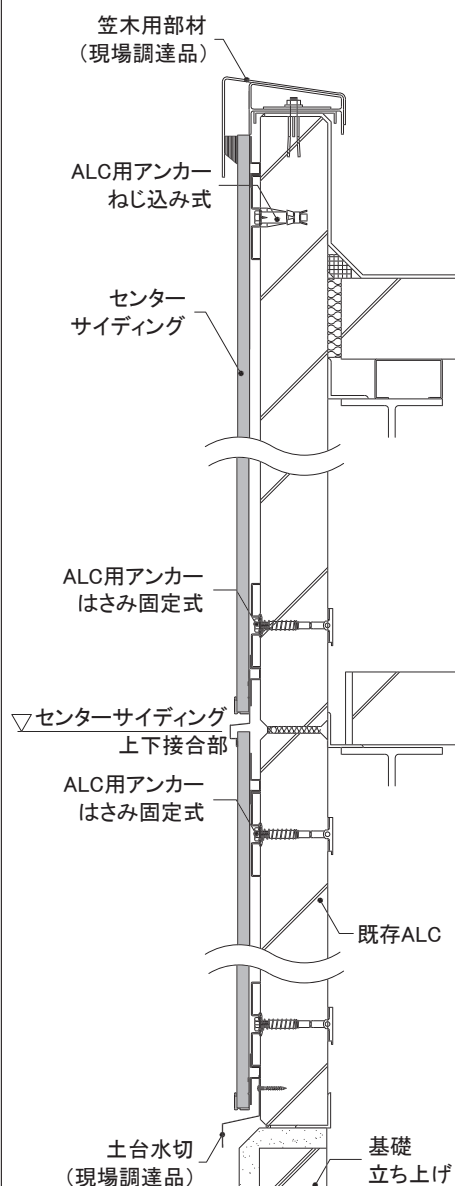 笠木用部材
（現場調達品）
ALC用アンカー
ねじ込み式
センター
サイディング
ALC用アンカー
はさみ固定式
センターサイディング
上下接合部
ALC用アンカー
はさみ固定式
既存ALC
土台水切
（現場調達品）
基礎
立ち上げ